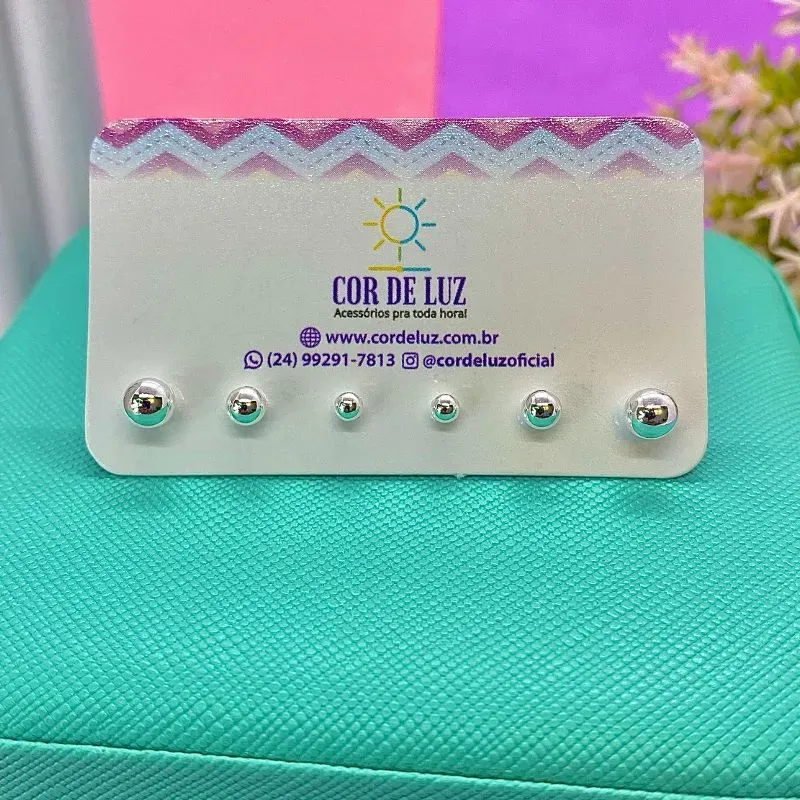 COR DE LUZ
Acessórios pra toda hora!
www.cordeluz.com.br
(24) 99291-7813 @cordeluzoficial